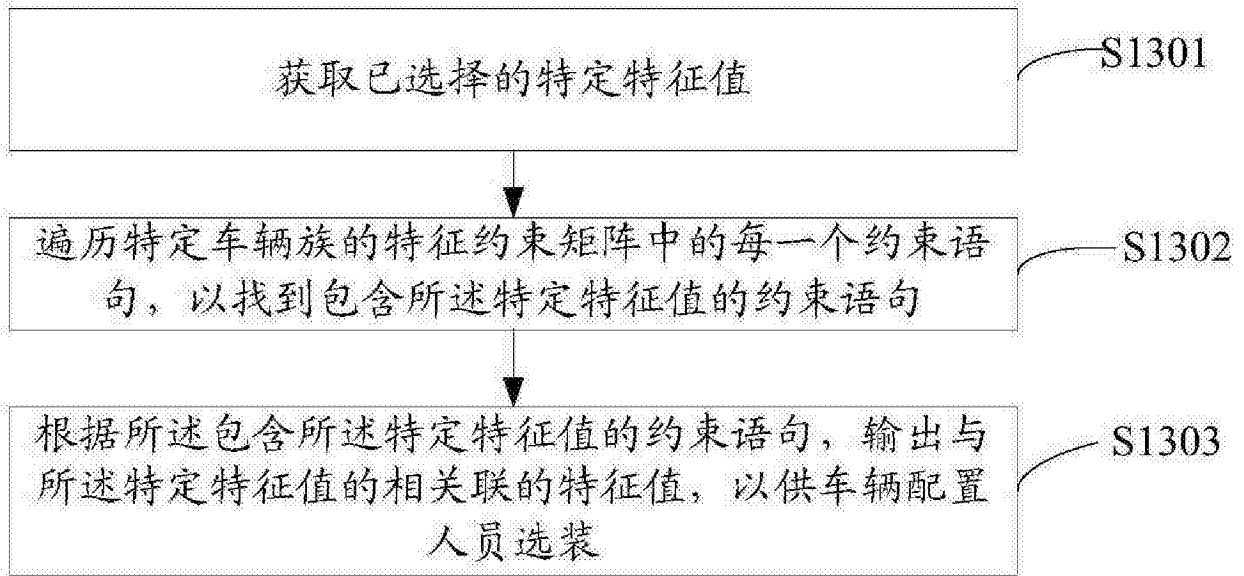 获取已选择的特定特征值
S1301
遍历特定车辆族的特征约束矩阵中的每一个约束语
句，以找到包含所述特定特征值的约束语句
S1302
根据所述包含所述特定特征值的约束语句，输出与
所述特定特征值的相关联的特征值，以供车辆配置
人员选装
S1303